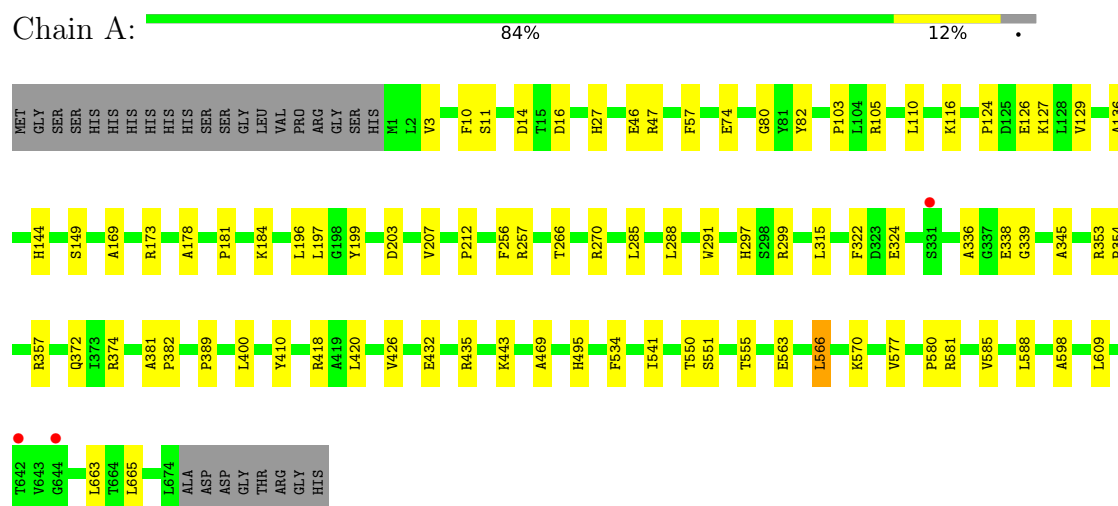 Chain A:
84% 12% •
MET GLY SER SER HIS HIS HIS HIS HIS HIS SER SER GLY LEU VAL PRO ARG GLY SER HIS M1 L2 V3 F10 S11 D14 T15 D16 H27 E46 R47 F57 E74 G80 Y81 Y82 P103 L104 R105 L110 K116 P124 D125 E126 K127 L128 V129 A136
H144 S149 A169 R173 A178 P181 K184 L196 L197 G198 Y199 D203 V207 P212 F256 R257 T266 R270 L285 L288 W291 H297 S298 R299 L315 F322 D323 E324 S331 A336 G337 E338 G339 A345 R353
R357 Q372 I373 R374 A381 P382 P389 L400 Y410 R418 A419 L420 V426 E432 R435 K443 A469 H495 F534 I541 T550 S551 T555 E563 L566 K570 V577 P580 R581 V585 L588 A598 L609
T642 V643 G644 L663 T664 L665 L674 ALA ASP ASP GLY THR ARG GLY HIS